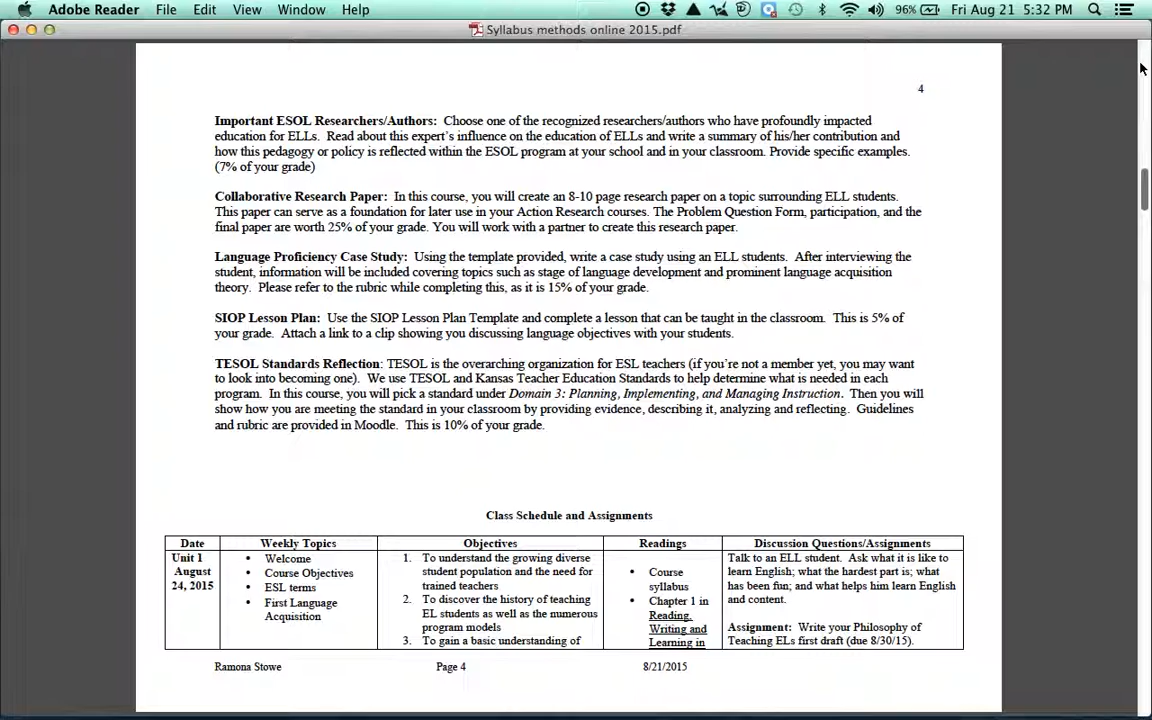 Adobe Reader File Edit View Window Help 96% Fri Aug 21 5:32 PM
Syllabus methods online 2015.pdf
4
Important ESOL Researchers/Authors: Choose one of the recognized researchers/authors who have profoundly impacted
education for ELLs. Read about this expert's influence on the education of ELLs and write a summary of his/her contribution and
how this pedagogy or policy is reflected within the ESOL program at your school and in your classroom. Provide specific examples.
(7% of your grade)
Collaborative Research Paper: In this course, you will create an 8-10 page research paper on a topic surrounding ELL students.
This paper can serve as a foundation for later use in your Action Research courses. The Problem Question Form, participation, and the
final paper are worth 25% of your grade. You will work with a partner to create this research paper.
Language Proficiency Case Study: Using the template provided, write a case study using an ELL students. After interviewing the
student, information will be included covering topics such as stage of language development and prominent language acquisition
theory. Please refer to the rubric while completing this, as it is 15% of your grade.
SIOP Lesson Plan: Use the SIOP Lesson Plan Template and complete a lesson that can be taught in the classroom. This is 5% of
your grade. Attach a link to a clip showing you discussing language objectives with your students.
TESOL Standards Reflection: TESOL is the overarching organization for ESL teachers (if you're not a member yet, you may want
to look into becoming one). We use TESOL and Kansas Teacher Education Standards to help determine what is needed in each
program. In this course, you will pick a standard under Domain 3: Planning, Implementing, and Managing Instruction. Then you will
show how you are meeting the standard in your classroom by providing evidence, describing it, analyzing and reflecting. Guidelines
and rubric are provided in Moodle. This is 10% of your grade.
Class Schedule and Assignments
Date Weekly Topics Objectives Readings Discussion Questions/Assignments
Unit 1
August
24, 2015
• Welcome
• Course Objectives
• ESL terms
• First Language
Acquisition
1. To understand the growing diverse
student population and the need for
trained teachers
2. To discover the history of teaching
EL students as well as the numerous
program models
3. To gain a basic understanding of
• Course
syllabus
• Chapter 1 in
Reading,
Writing and
Learning in
Talk to an ELL student. Ask what it is like to
learn English; what the hardest part is; what
has been fun; and what helps him learn English
and content.
Assignment: Write your Philosophy of
Teaching ELs first draft (due 8/30/15).
Ramona Stowe Page 4 8/21/2015